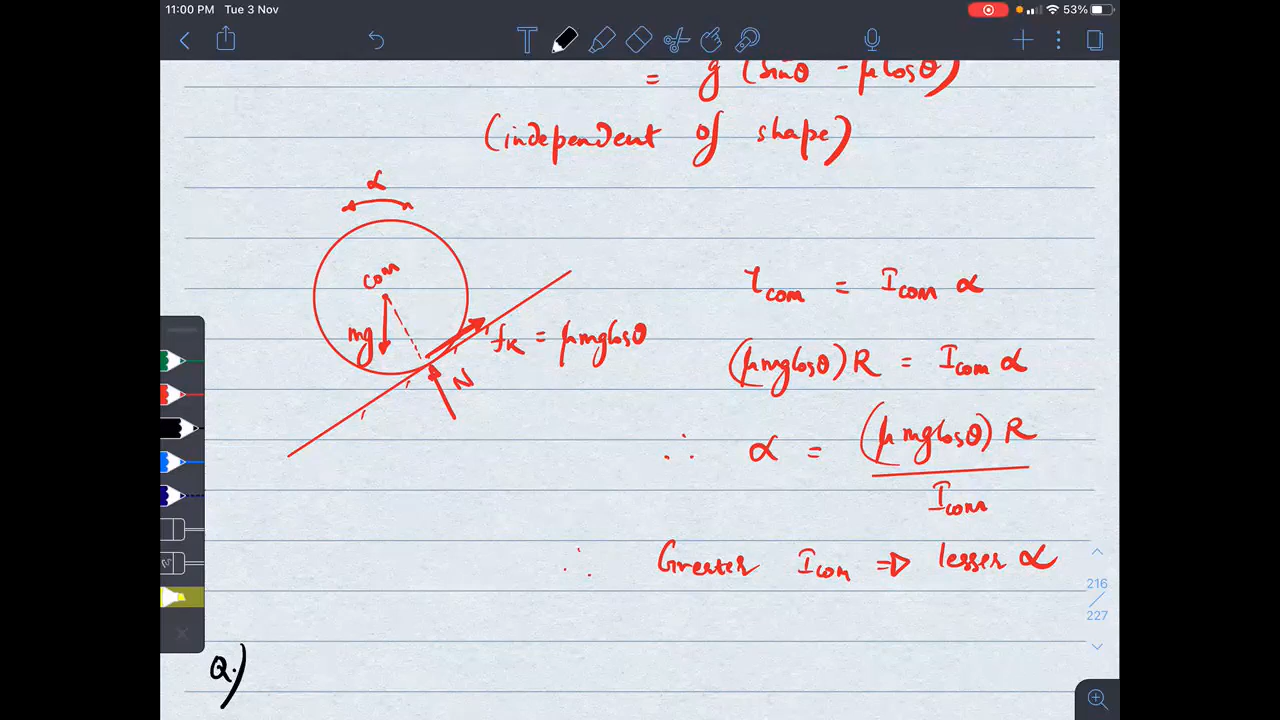 11:00 PM Tue 3 Nov
53%
T
= g (sinθ - μcosθ)
(independent of shape)
α
com
mg
fK = μmgcosθ
N
τcom = Icom α
(μmgcosθ) R = Icom α
∴ α = (μmgcosθ) R
Icom
∴ Greater Icom => lesser α
216
227
Q.)